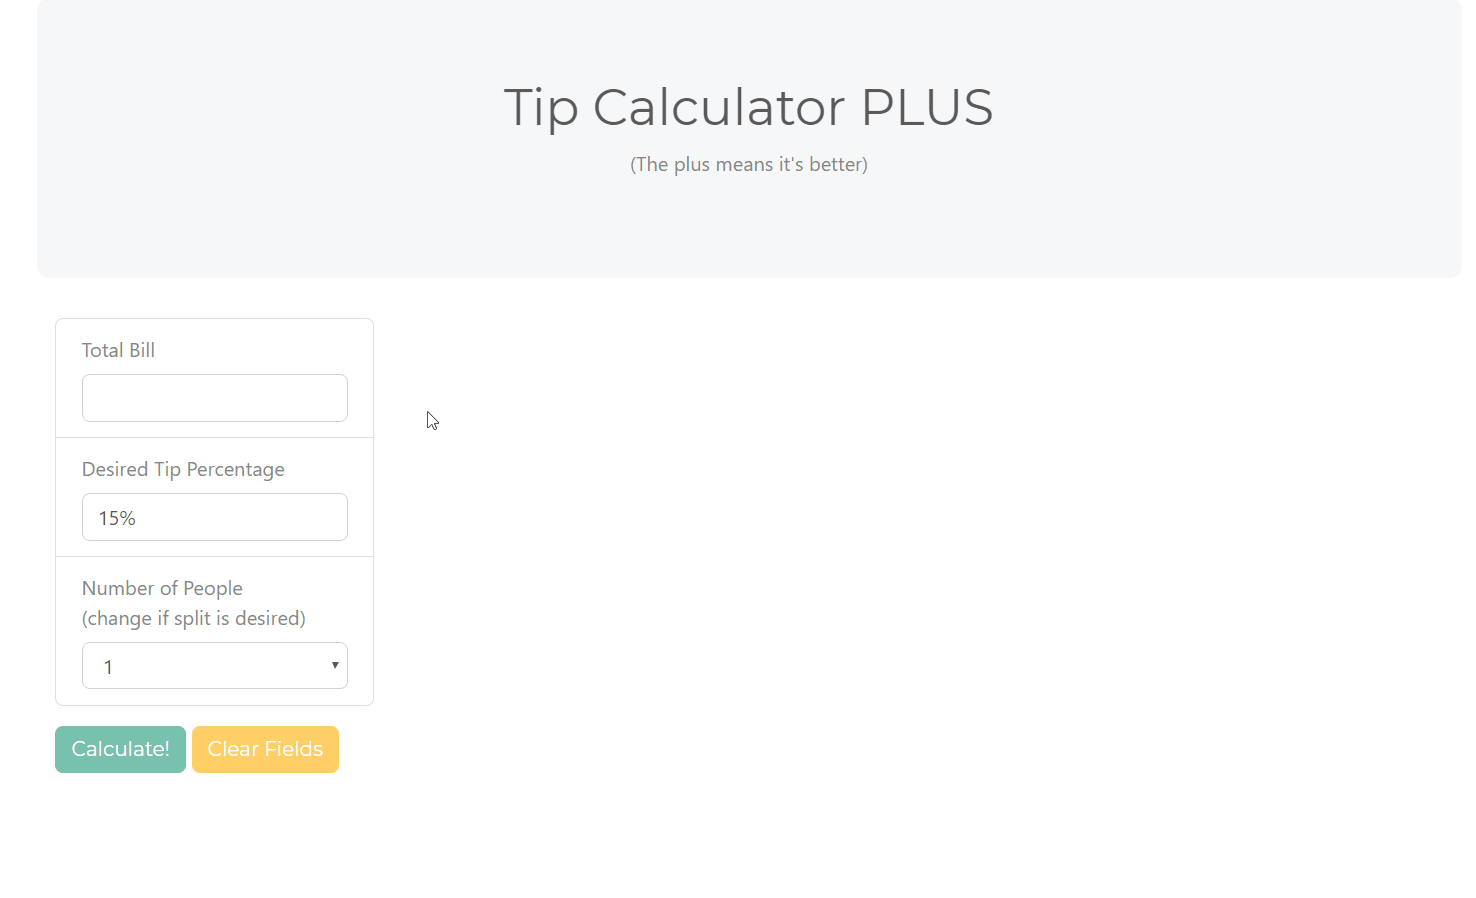 Tip Calculator PLUS
(The plus means it's better)
Total Bill
Desired Tip Percentage
15%
Number of People
(change if split is desired)
1
Calculate! Clear Fields